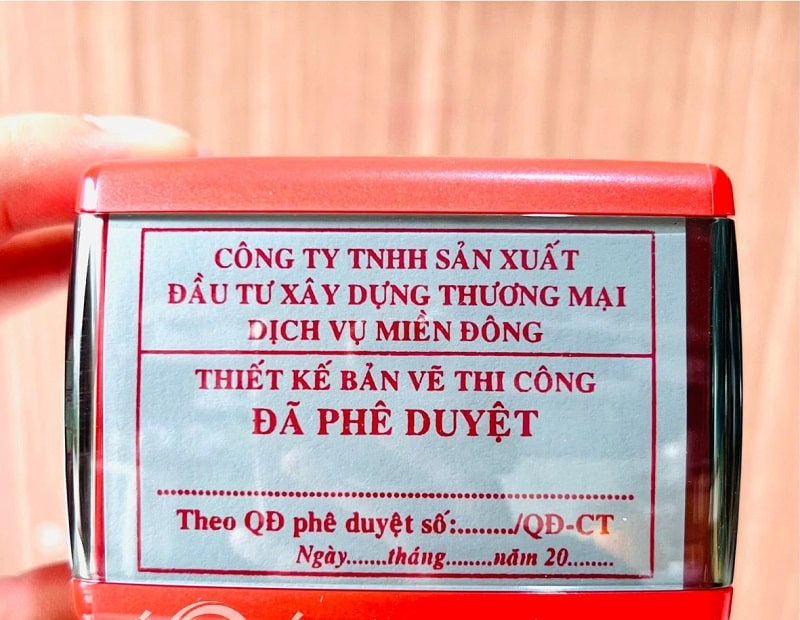 CÔNG TY TNHH SẢN XUẤT
ĐẦU TƯ XÂY DỰNG THƯƠNG MẠI
DỊCH VỤ MIỀN ĐÔNG
THIẾT KẾ BẢN VẼ THI CÔNG
ĐÃ PHÊ DUYỆT
................................................................
Theo QĐ phê duyệt số:........./QĐ-CT
Ngày.......tháng........năm 20........